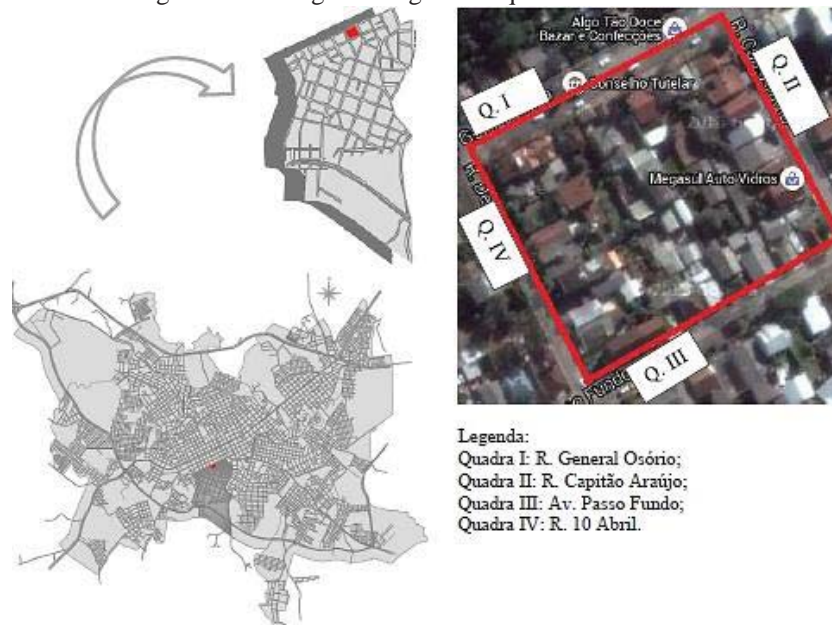 Algo Tão Doce
Bazar e Confecções
Conselho Tutelar
Q. I
Q. II
Megasul Auto Vidros
Q. IV
Q. III
Legenda:
Quadra I: R. General Osório;
Quadra II: R. Capitão Araújo;
Quadra III: Av. Passo Fundo;
Quadra IV: R. 10 Abril.